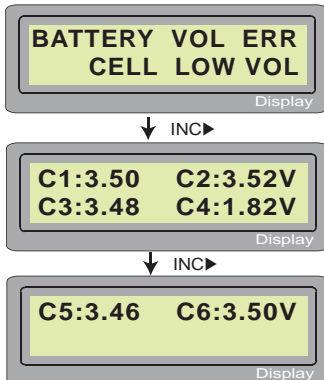 BATTERY VOL ERR
CELL LOW VOL
Display
INC▶
C1:3.50 C2:3.52V
C3:3.48 C4:1.82V
Display
INC▶
C5:3.46 C6:3.50V
Display